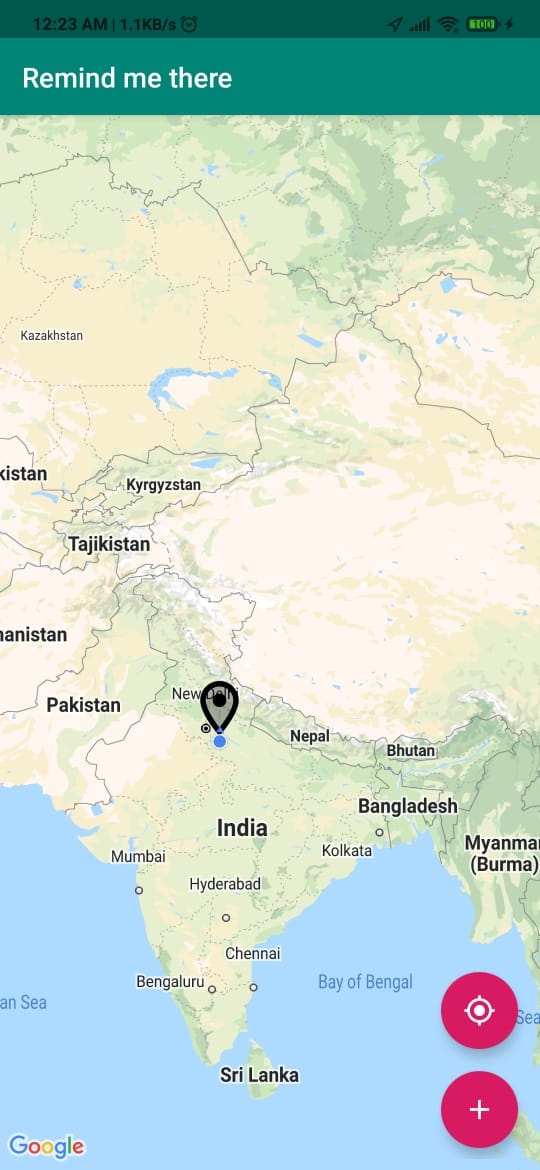 12:23 AM | 1.1KB/s
100
Remind me there
Kazakhstan
kistan
Kyrgyzstan
Tajikistan
nanistan
New Delhi
Pakistan
Nepal
Bhutan
Bangladesh
India
Myanmar
(Burma)
Mumbai
Kolkata
Hyderabad
Chennai
Bengaluru
Bay of Bengal
an Sea
Sea
Sri Lanka
Google